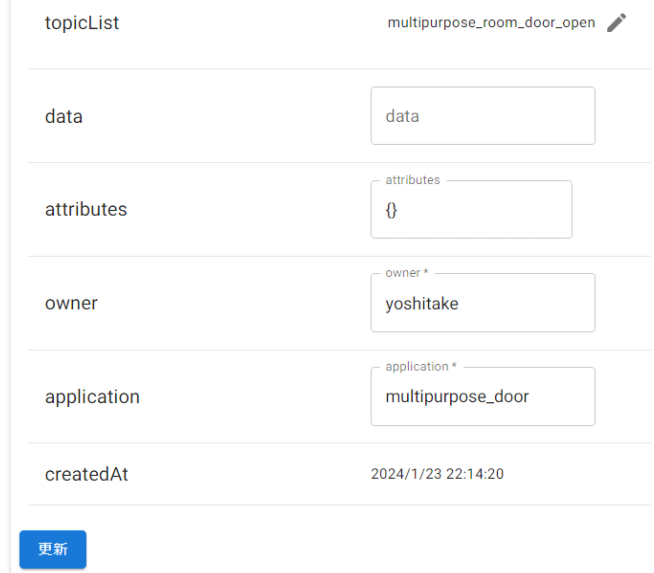 topicList
multipurpose_room_door_open
data
data
attributes
attributes
{}
owner
owner *
yoshitake
application
application *
multipurpose_door
createdAt
2024/1/23 22:14:20
更新